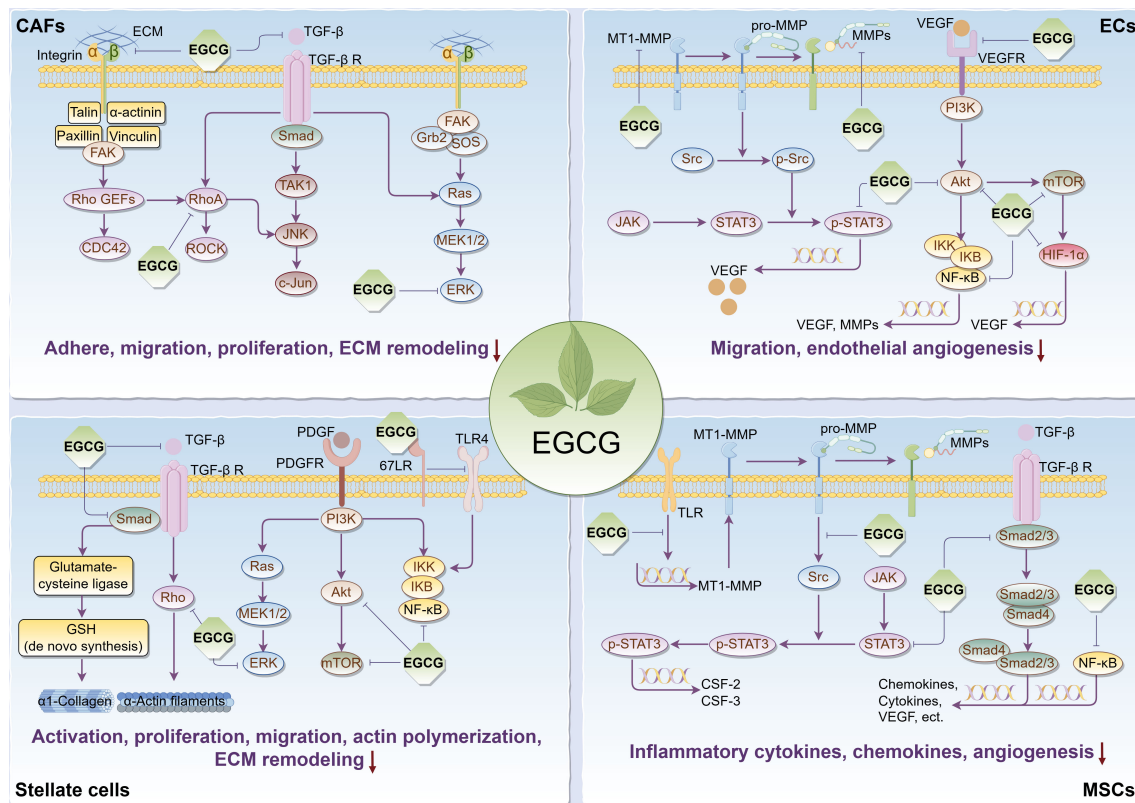 CAFs
ECM
Integrin
α
β
EGCG
TGF-β
TGF-β R
α
β
Talin
α-actinin
Paxillin
Vinculin
FAK
Smad
FAK
Grb2
SOS
TAK1
Rho GEFs
RhoA
Ras
JNK
CDC42
ROCK
MEK1/2
EGCG
c-Jun
EGCG
ERK
Adhere, migration, proliferation, ECM remodeling
ECs
MT1-MMP
pro-MMP
MMPs
VEGF
EGCG
VEGFR
EGCG
EGCG
PI3K
Src
p-Src
EGCG
Akt
mTOR
JAK
STAT3
p-STAT3
EGCG
IKK
IKB
HIF-1α
VEGF
NF-κB
VEGF, MMPs
VEGF
Migration, endothelial angiogenesis
EGCG
EGCG
TGF-β
TGF-β R
PDGF
PDGFR
EGCG
67LR
TLR4
Smad
PI3K
Glutamate-
cysteine ligase
Ras
IKK
IKB
Rho
Akt
NF-κB
MEK1/2
GSH
(de novo synthesis)
EGCG
ERK
mTOR
EGCG
α1-Collagen
α-Actin filaments
Activation, proliferation, migration, actin polymerization,
ECM remodeling
Stellate cells
MT1-MMP
pro-MMP
MMPs
TGF-β
TGF-β R
TLR
EGCG
EGCG
Smad2/3
MT1-MMP
Src
JAK
EGCG
Smad2/3
Smad4
EGCG
p-STAT3
p-STAT3
STAT3
Smad4
Smad2/3
NF-κB
CSF-2
CSF-3
Chemokines,
Cytokines,
VEGF, ect.
Inflammatory cytokines, chemokines, angiogenesis
MSCs